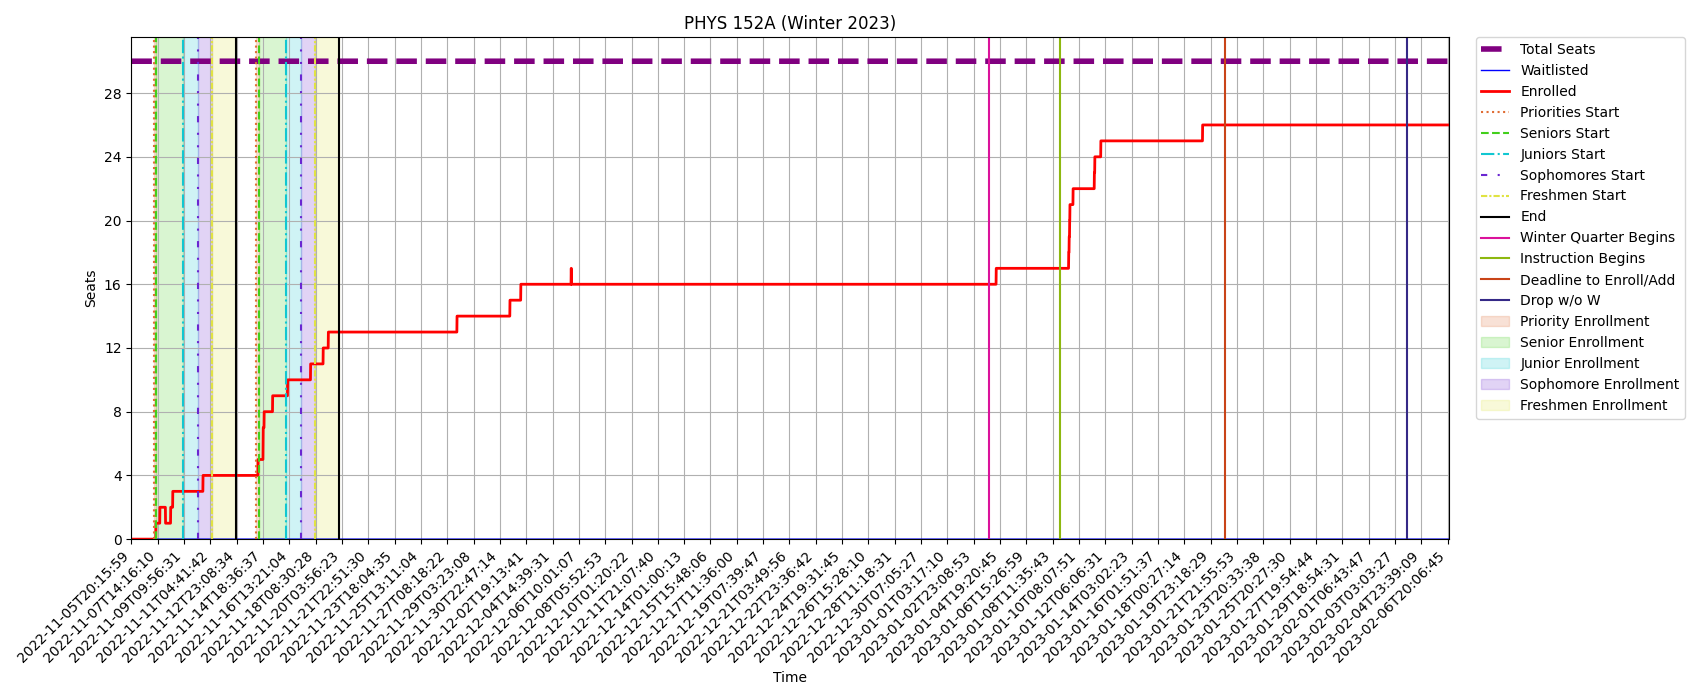 PHYS 152A (Winter 2023)
Seats
28
24
20
16
12
8
4
0
2022-11-05T20:15:59
2022-11-07T14:16:10
2022-11-09T09:56:31
2022-11-11T04:41:42
2022-11-12T23:08:34
2022-11-14T18:36:37
2022-11-16T13:21:04
2022-11-18T08:30:28
2022-11-20T03:56:23
2022-11-21T22:51:30
2022-11-23T18:04:35
2022-11-25T13:11:04
2022-11-27T08:18:22
2022-11-29T03:23:08
2022-11-30T22:47:14
2022-12-02T19:13:41
2022-12-04T14:39:31
2022-12-06T10:01:07
2022-12-08T05:52:53
2022-12-10T01:20:22
2022-12-11T21:07:40
2022-12-14T01:00:13
2022-12-15T15:48:06
2022-12-17T11:36:00
2022-12-19T07:39:47
2022-12-21T03:49:56
2022-12-22T23:36:42
2022-12-24T19:31:45
2022-12-26T15:28:10
2022-12-28T11:18:31
2022-12-30T07:05:27
2023-01-01T03:17:10
2023-01-02T23:08:53
2023-01-04T19:20:45
2023-01-06T15:26:59
2023-01-08T11:35:43
2023-01-10T08:07:51
2023-01-12T06:06:31
2023-01-14T03:02:23
2023-01-16T01:51:37
2023-01-18T00:27:14
2023-01-19T23:18:29
2023-01-21T21:55:53
2023-01-23T20:33:38
2023-01-25T20:27:30
2023-01-27T19:54:44
2023-01-29T18:54:31
2023-02-01T06:43:47
2023-02-03T03:03:27
2023-02-04T23:39:09
2023-02-06T20:06:45
Time
Total Seats
Waitlisted
Enrolled
Priorities Start
Seniors Start
Juniors Start
Sophomores Start
Freshmen Start
End
Winter Quarter Begins
Instruction Begins
Deadline to Enroll/Add
Drop w/o W
Priority Enrollment
Senior Enrollment
Junior Enrollment
Sophomore Enrollment
Freshmen Enrollment